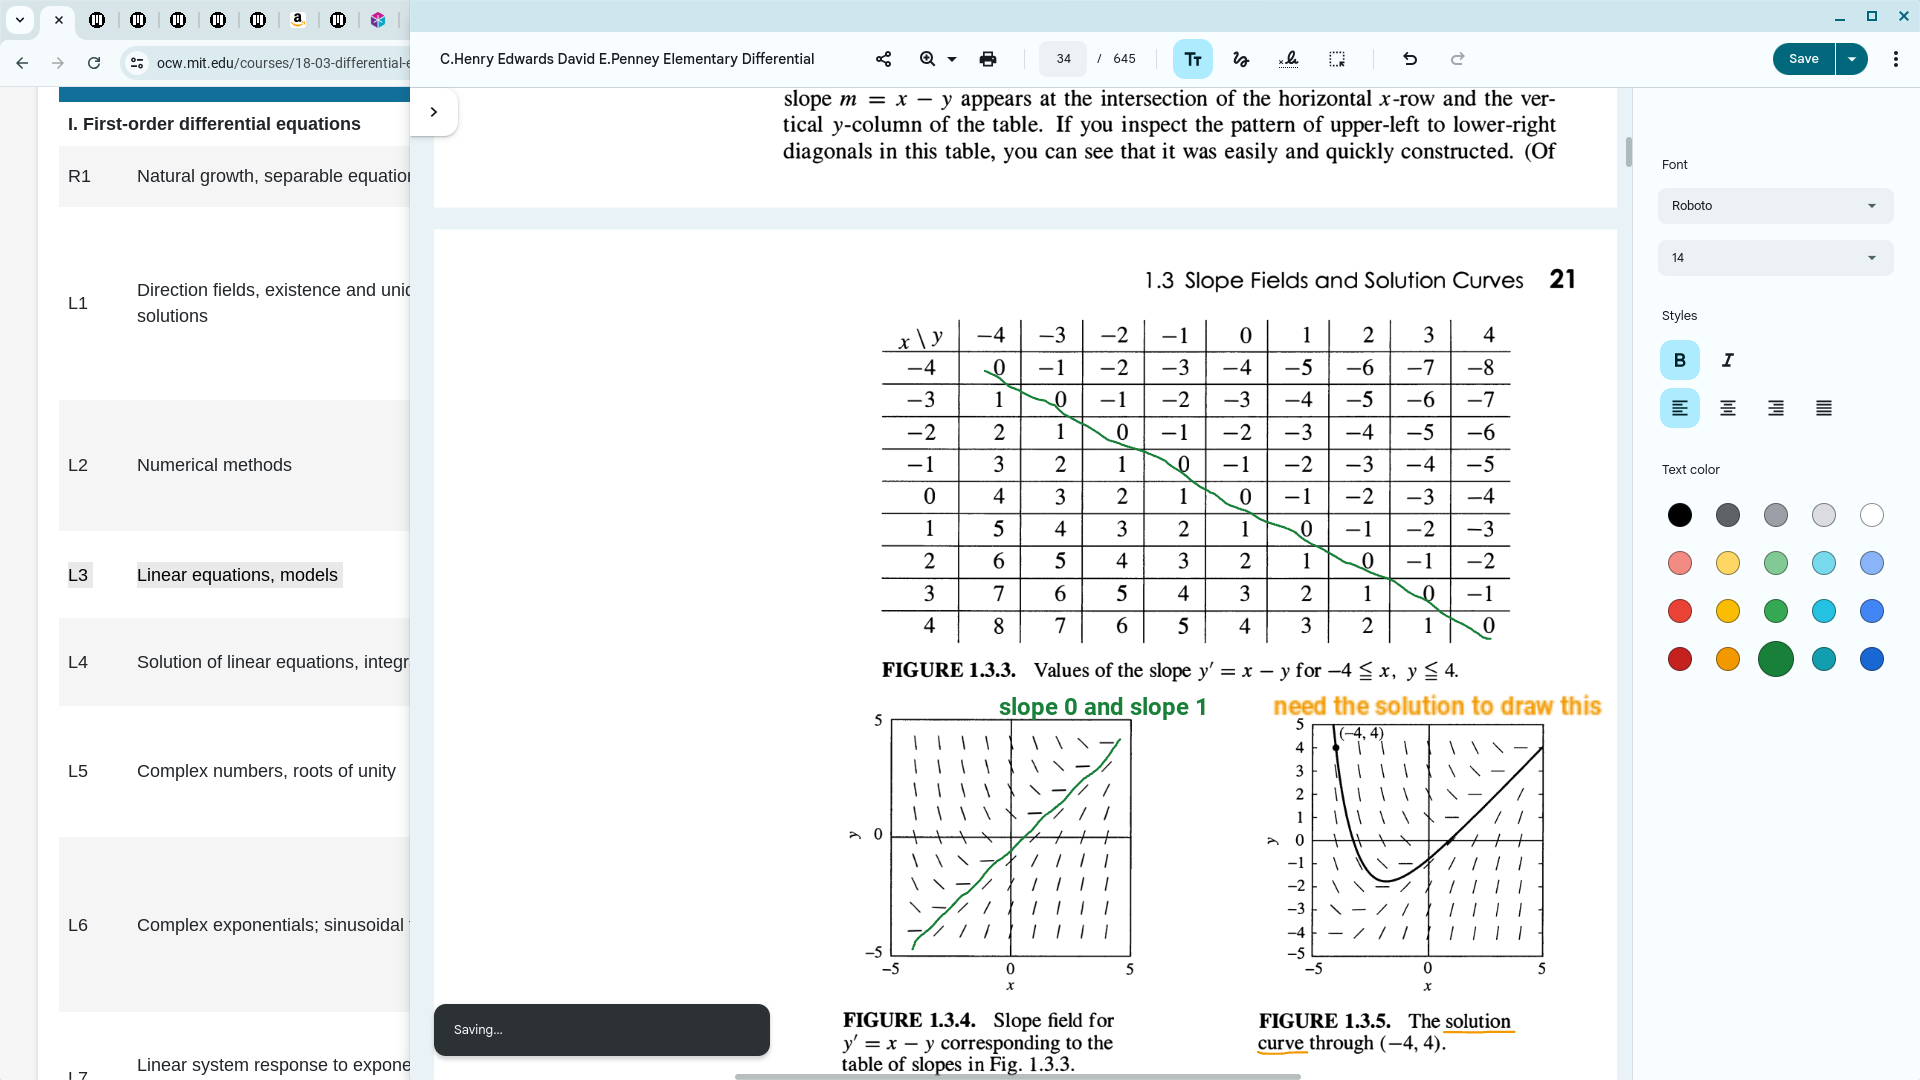 ocw.mit.edu/courses/18-03-differential-e
I. First-order differential equations
R1 Natural growth, separable equation
L1 Direction fields, existence and uniq
solutions
L2 Numerical methods
L3 Linear equations, models
L4 Solution of linear equations, integr
L5 Complex numbers, roots of unity
L6 Complex exponentials; sinusoidal
L7 Linear system response to expone
C.Henry Edwards David E.Penney Elementary Differential
34 / 645
Tt
Save
slope m = x − y appears at the intersection of the horizontal x-row and the ver-
tical y-column of the table. If you inspect the pattern of upper-left to lower-right
diagonals in this table, you can see that it was easily and quickly constructed. (Of
1.3 Slope Fields and Solution Curves 21
x \ y −4 −3 −2 −1 0 1 2 3 4
−4 0 −1 −2 −3 −4 −5 −6 −7 −8
−3 1 0 −1 −2 −3 −4 −5 −6 −7
−2 2 1 0 −1 −2 −3 −4 −5 −6
−1 3 2 1 0 −1 −2 −3 −4 −5
0 4 3 2 1 0 −1 −2 −3 −4
1 5 4 3 2 1 0 −1 −2 −3
2 6 5 4 3 2 1 0 −1 −2
3 7 6 5 4 3 2 1 0 −1
4 8 7 6 5 4 3 2 1 0
FIGURE 1.3.3. Values of the slope y′ = x − y for −4 ≦ x, y ≦ 4.
slope 0 and slope 1
5
0
−5
y
−5 0 5
x
FIGURE 1.3.4. Slope field for
y′ = x − y corresponding to the
table of slopes in Fig. 1.3.3.
need the solution to draw this
(−4, 4)
5
4
3
2
1
0
−1
−2
−3
−4
−5
y
−5 0 5
x
FIGURE 1.3.5. The solution
curve through (−4, 4).
Saving...
Font
Roboto
14
Styles
B I
Text color